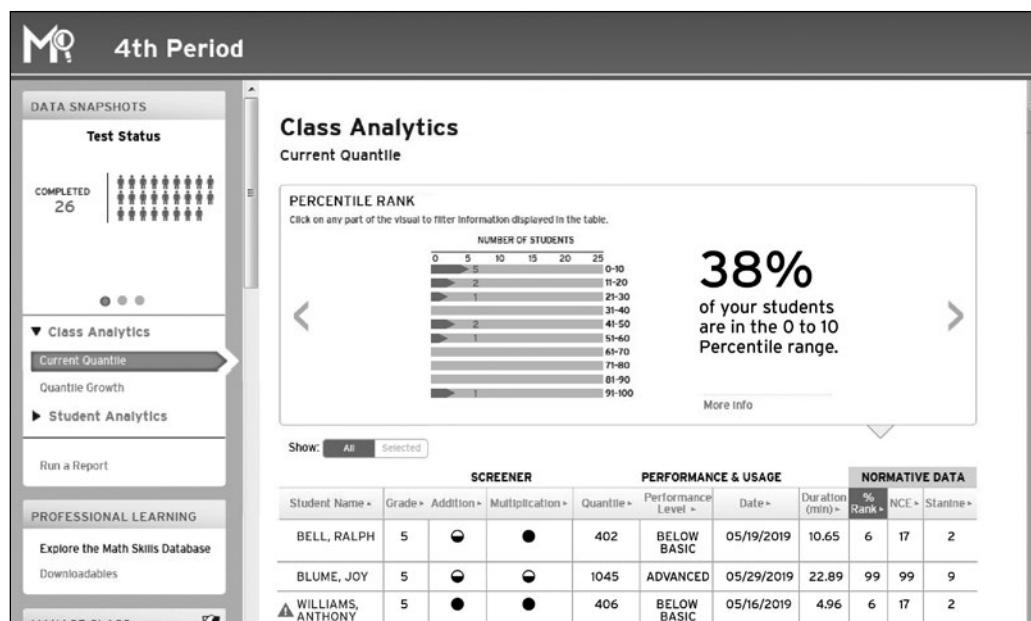 4th Period
DATA SNAPSHOTS
Test Status
COMPLETED
26
Class Analytics
Current Quantile
Quantile Growth
Student Analytics
Run a Report
PROFESSIONAL LEARNING
Explore the Math Skills Database
Downloadables
MANAGE CLASS
Class Analytics
Current Quantile
PERCENTILE RANK
Click on any part of the visual to filter information displayed in the table.
NUMBER OF STUDENTS
0 5 10 15 20 25
5 0-10
2 11-20
1 21-30
31-40
2 41-50
1 51-60
61-70
71-80
81-90
1 91-100
38%
of your students
are in the 0 to 10
Percentile range.
More Info
Show: All Selected
SCREENER PERFORMANCE & USAGE NORMATIVE DATA
Student Name Grade Addition Multiplication Quantile Performance Level Date Duration (min) % Rank NCE Stanine
BELL, RALPH 5 402 BELOW BASIC 05/19/2019 10.65 6 17 2
BLUME, JOY 5 1045 ADVANCED 05/29/2019 22.89 99 99 9
WILLIAMS, ANTHONY 5 406 BELOW BASIC 05/16/2019 4.96 6 17 2